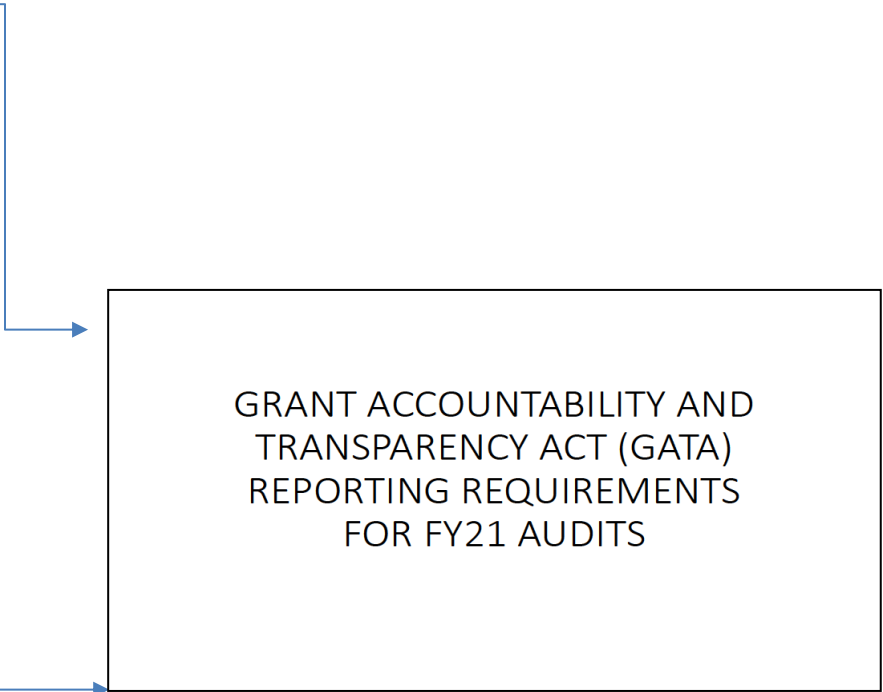 GRANT ACCOUNTABILITY AND
TRANSPARENCY ACT (GATA)
REPORTING REQUIREMENTS
FOR FY21 AUDITS